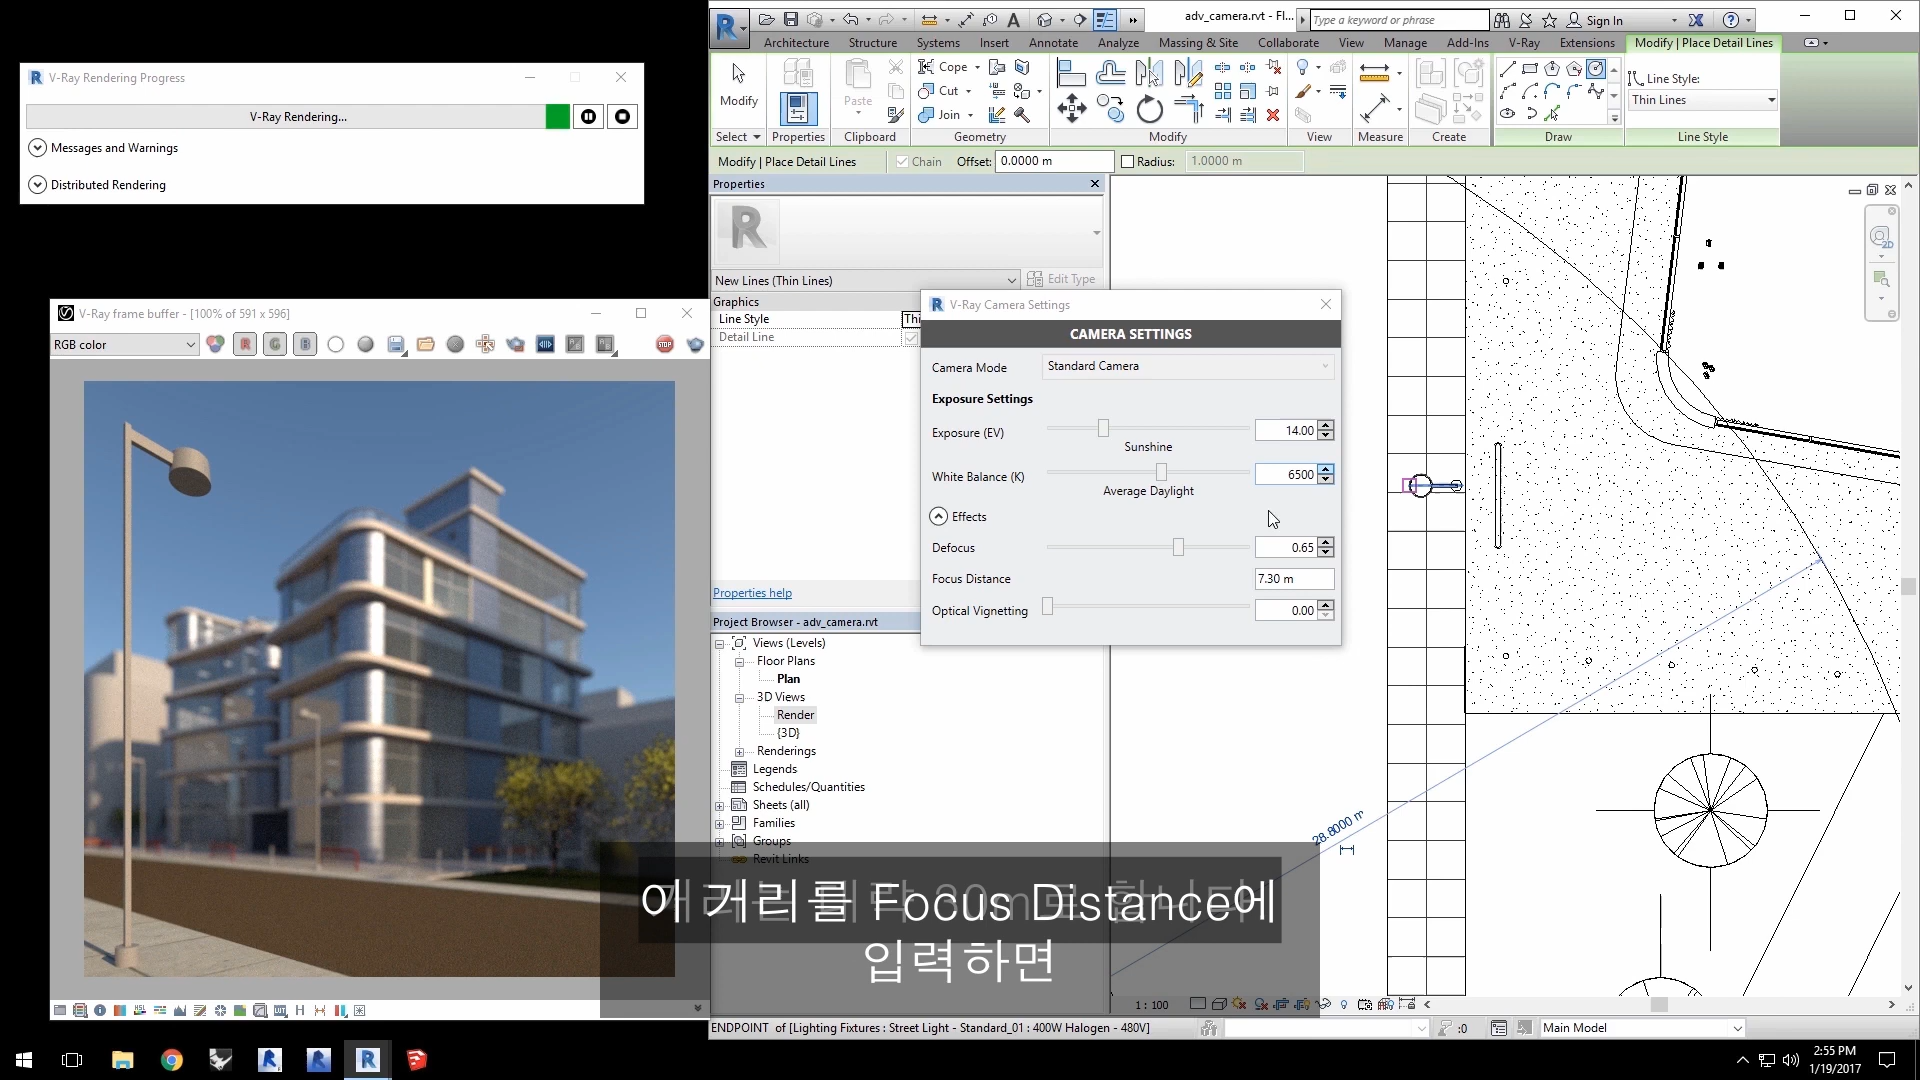 adv_camera.rvt - Fl...
Type a keyword or phrase
Sign In
Architecture Structure Systems Insert Annotate Analyze Massing & Site Collaborate View Manage Add-Ins V-Ray Extensions Modify | Place Detail Lines
V-Ray Rendering Progress
V-Ray Rendering...
Messages and Warnings
Distributed Rendering
Modify
Paste
Cope
Cut
Join
Line Style:
Thin Lines
Select Properties Clipboard Geometry Modify View Measure Create Draw Line Style
Modify | Place Detail Lines Chain Offset: 0.0000 m Radius: 1.0000 m
Properties
New Lines (Thin Lines)
Edit Type
Graphics
Line Style
Detail Line
Properties help
V-Ray Camera Settings
CAMERA SETTINGS
Camera Mode Standard Camera
Exposure Settings
Exposure (EV) 14.00
Sunshine
White Balance (K) 6500
Average Daylight
Effects
Defocus 0.65
Focus Distance 7.30 m
Optical Vignetting 0.00
V-Ray frame buffer - [100% of 591 x 596]
RGB color
R G B
STOP
Project Browser - adv_camera.rvt
Views (Levels)
Floor Plans
Plan
3D Views
Render
{3D}
Renderings
Legends
Schedules/Quantities
Sheets (all)
Families
Groups
Revit Links
2D
28.8000 m
거리를 Focus Distance에
입력하면
1 : 100
ENDPOINT of [Lighting Fixtures : Street Light - Standard_01 : 400W Halogen - 480V]
:0
Main Model
2:55 PM
1/19/2017